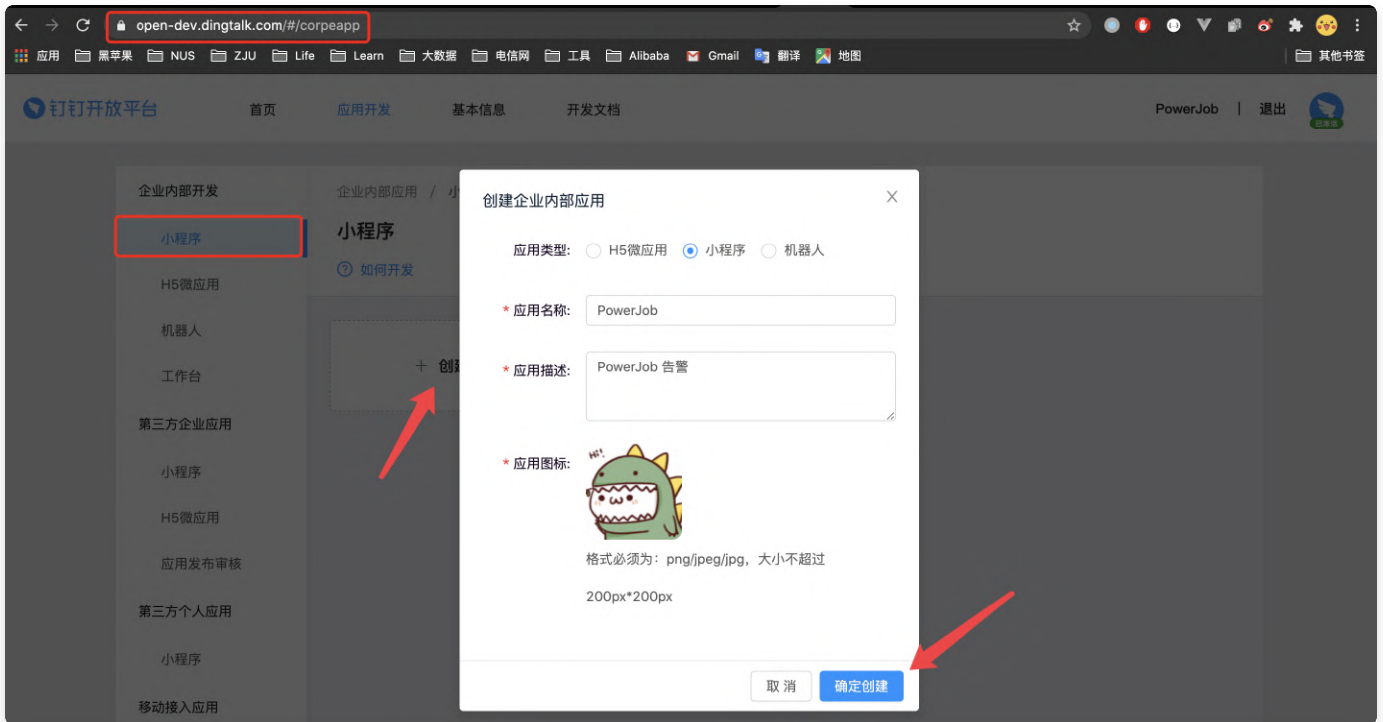 open-dev.dingtalk.com/#/corpeapp
应用 黑苹果 NUS ZJU Life Learn 大数据 电信网 工具 Alibaba Gmail 翻译 地图 其他书签
钉钉开放平台 首页 应用开发 基本信息 开发文档 PowerJob | 退出
企业内部开发
小程序
H5微应用
机器人
工作台
第三方企业应用
小程序
H5微应用
应用发布审核
第三方个人应用
小程序
移动接入应用
企业内部应用 / 小
小程序
如何开发
+ 创建
创建企业内部应用
应用类型: H5微应用 小程序 机器人
* 应用名称: PowerJob
* 应用描述: PowerJob 告警
* 应用图标:
Hi!
格式必须为：png/jpeg/jpg，大小不超过
200px*200px
取 消 确定创建